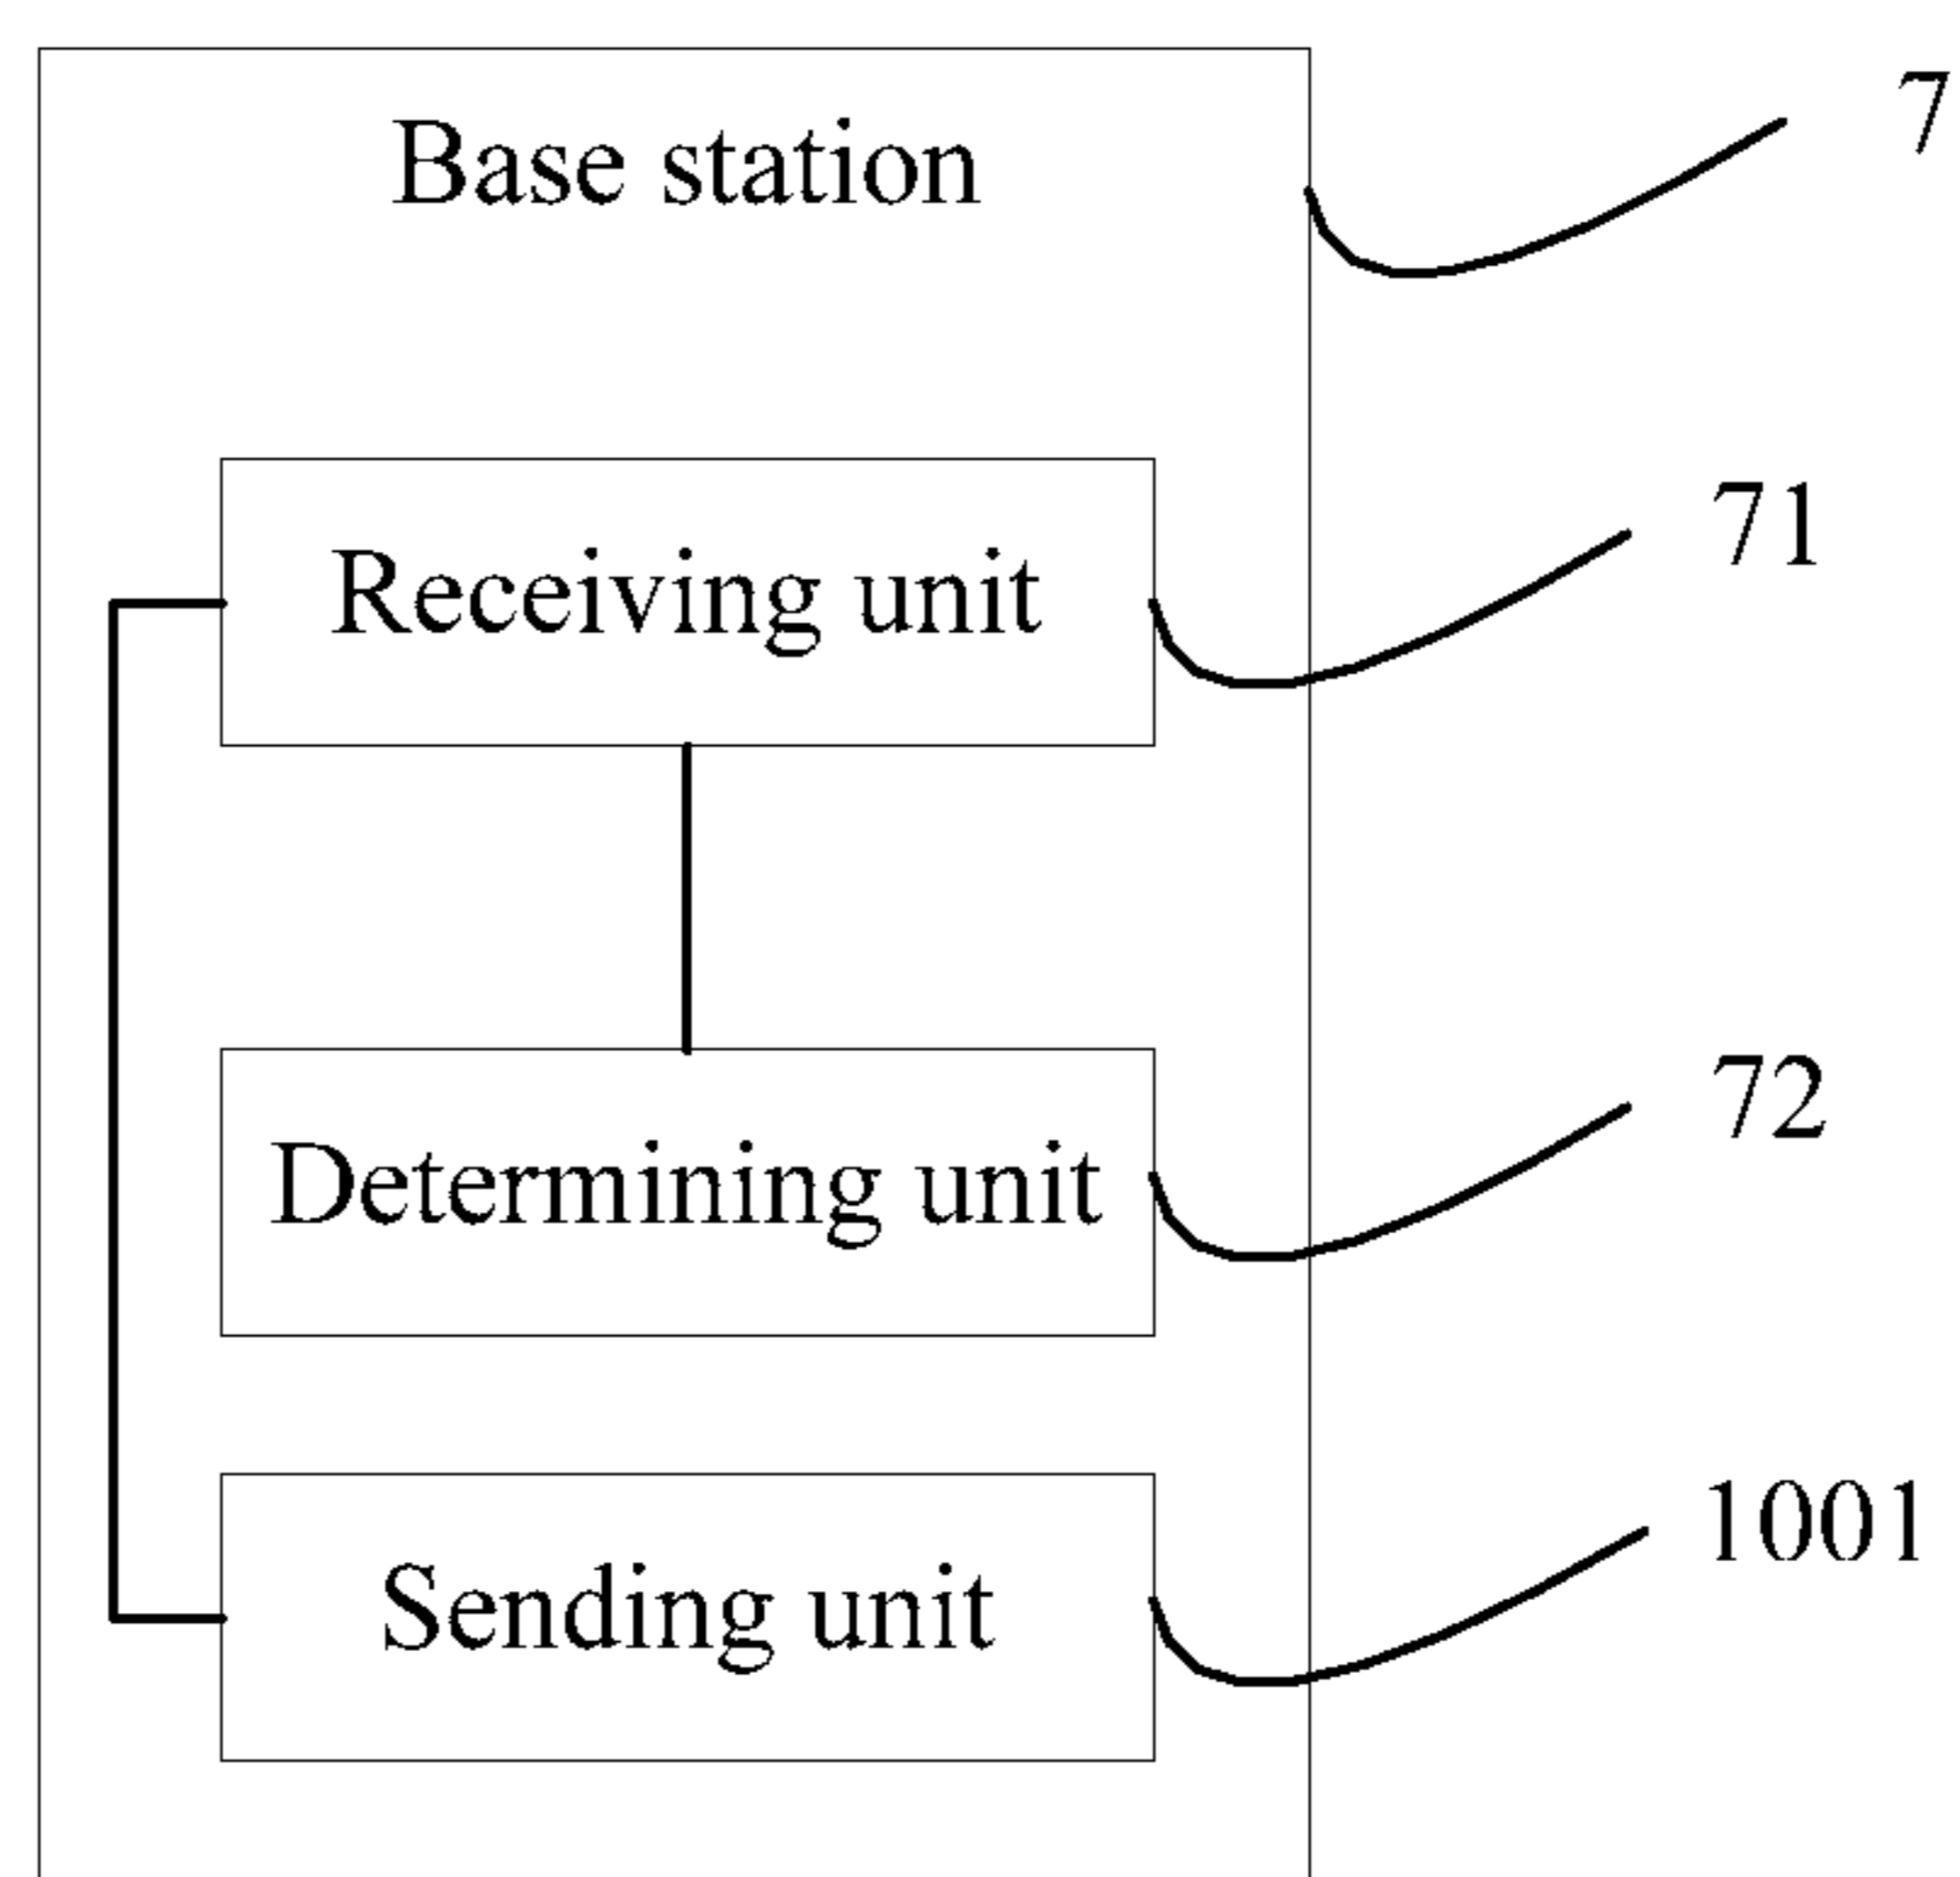 Base station
7
Receiving unit
71
Determining unit
72
Sending unit
1001